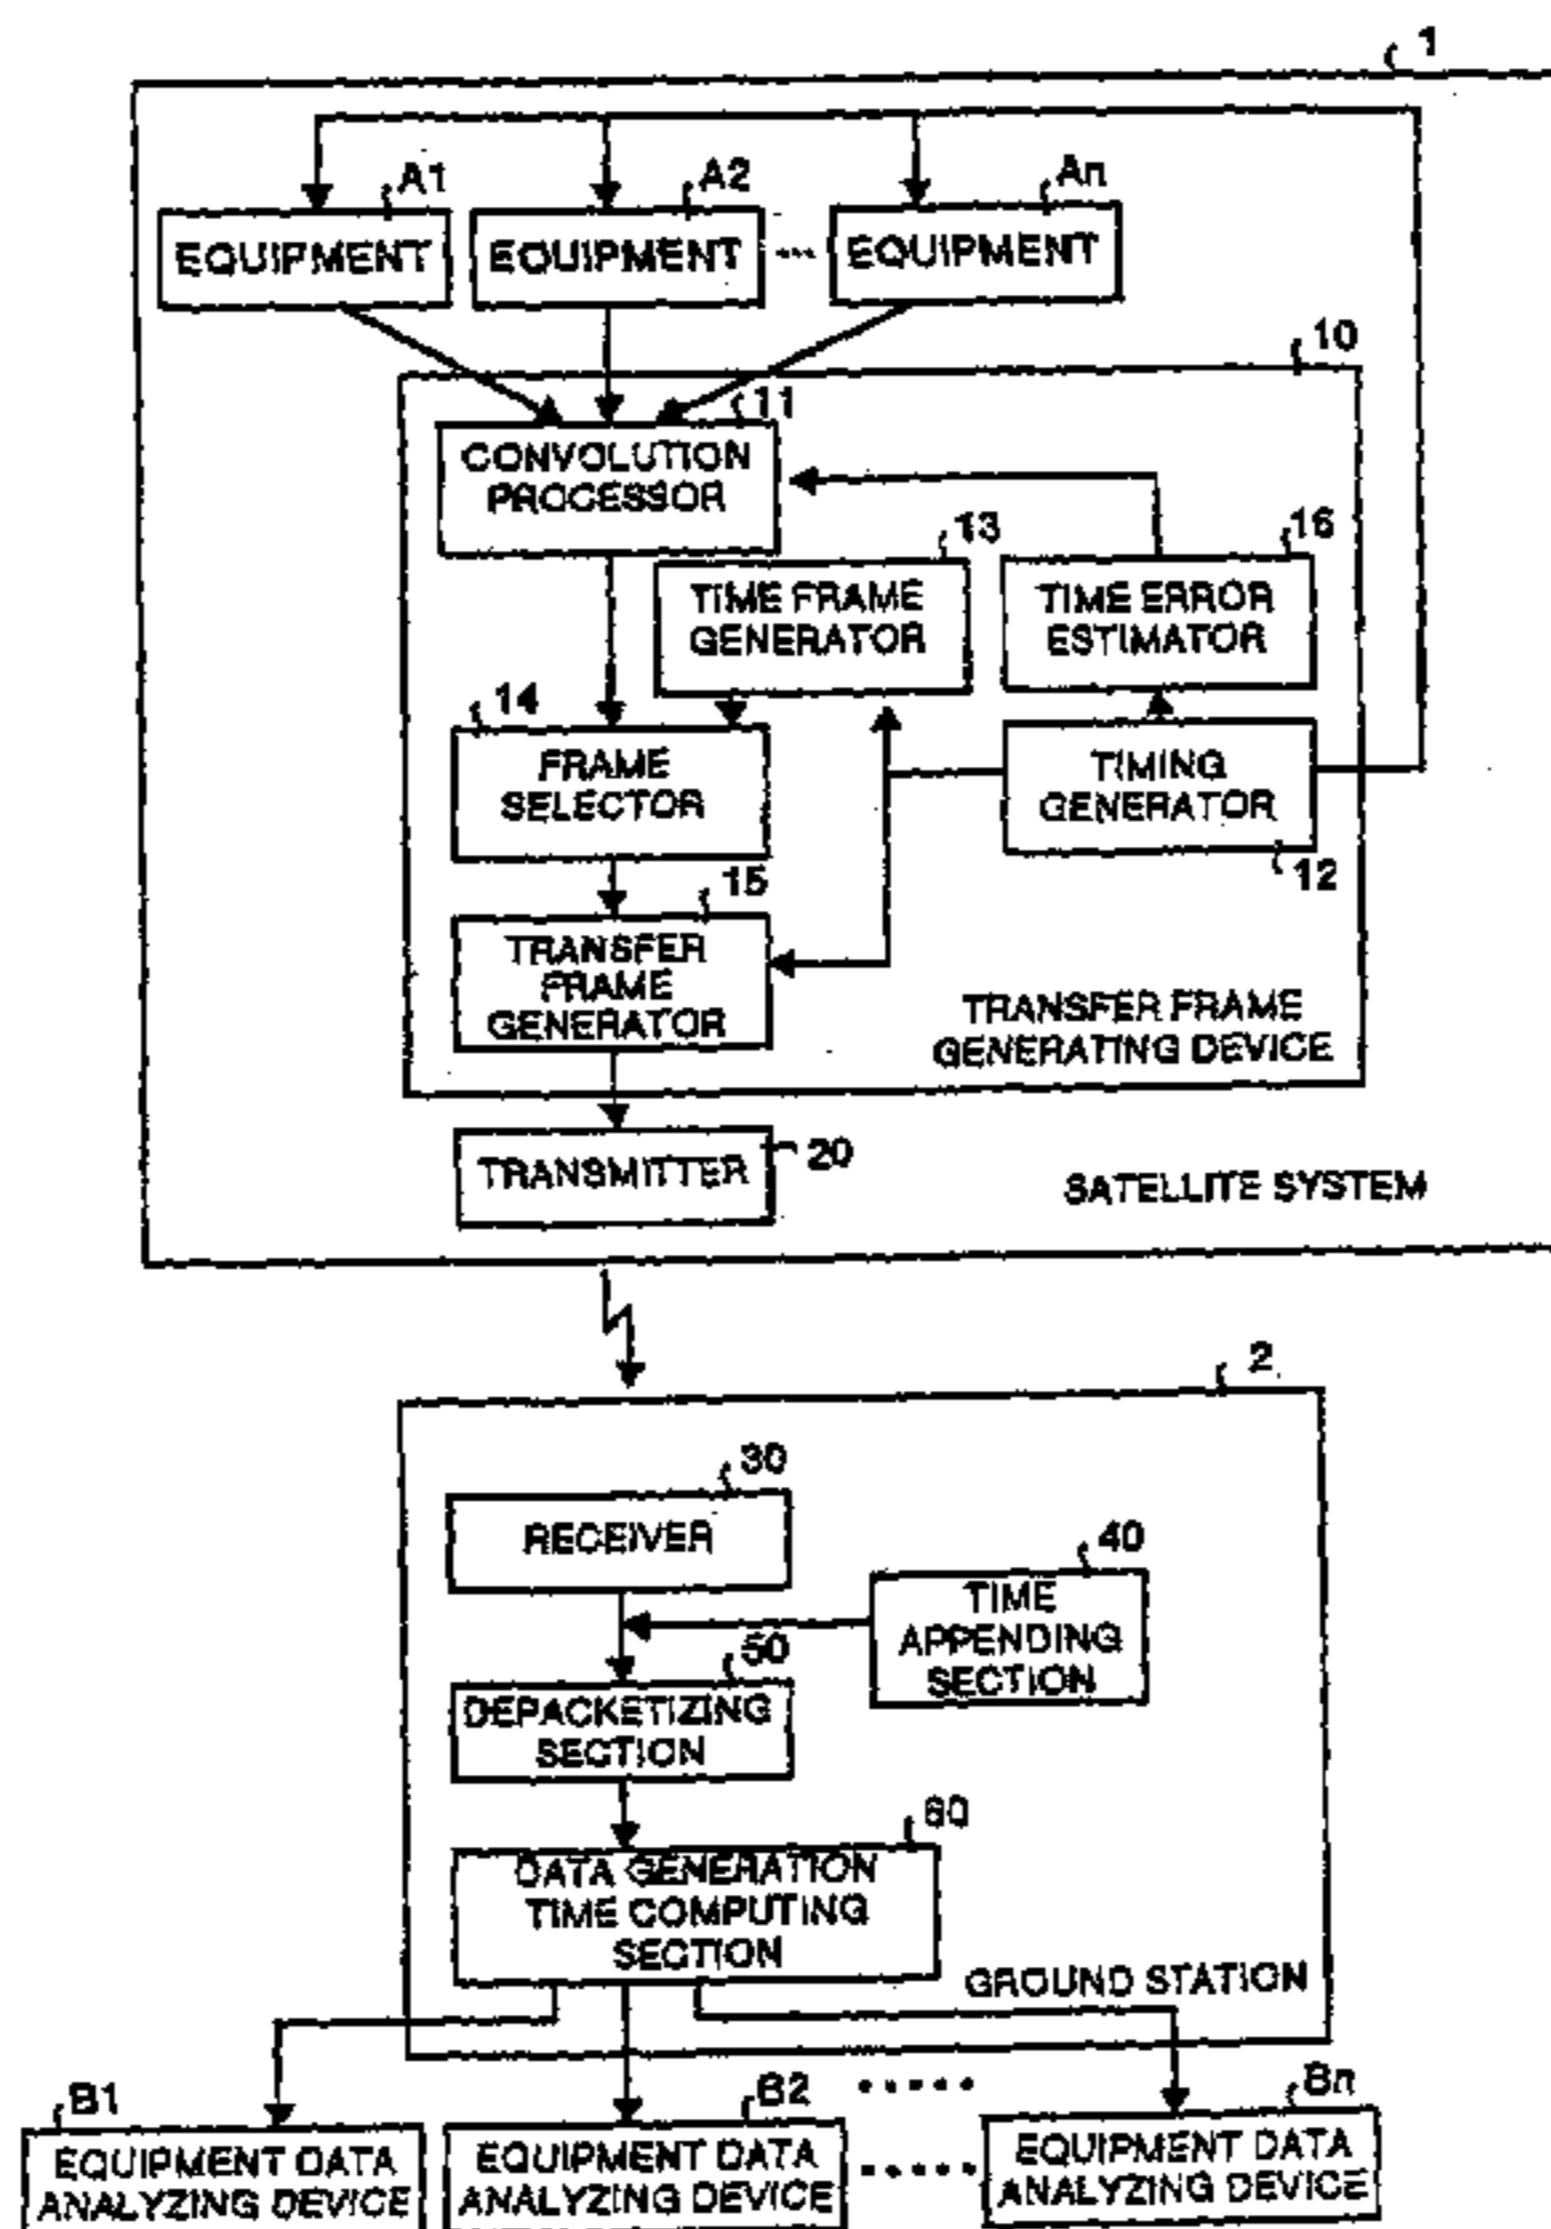 1
A1
A2
An
EQUIPMENT
EQUIPMENT
...
EQUIPMENT
10
11
CONVOLUTION
PROCESSOR
13
16
TIME FRAME
GENERATOR
TIME ERROR
ESTIMATOR
14
FRAME
SELECTOR
TIMING
GENERATOR
12
15
TRANSFER
FRAME
GENERATOR
TRANSFER FRAME
GENERATING DEVICE
TRANSMITTER
20
SATELLITE SYSTEM
2
30
RECEIVER
40
TIME
APPENDING
SECTION
50
DEPACKETIZING
SECTION
60
DATA GENERATION
TIME COMPUTING
SECTION
GROUND STATION
B1
B2
.....
Bn
EQUIPMENT DATA
ANALYZING DEVICE
EQUIPMENT DATA
ANALYZING DEVICE
.....
EQUIPMENT DATA
ANALYZING DEVICE